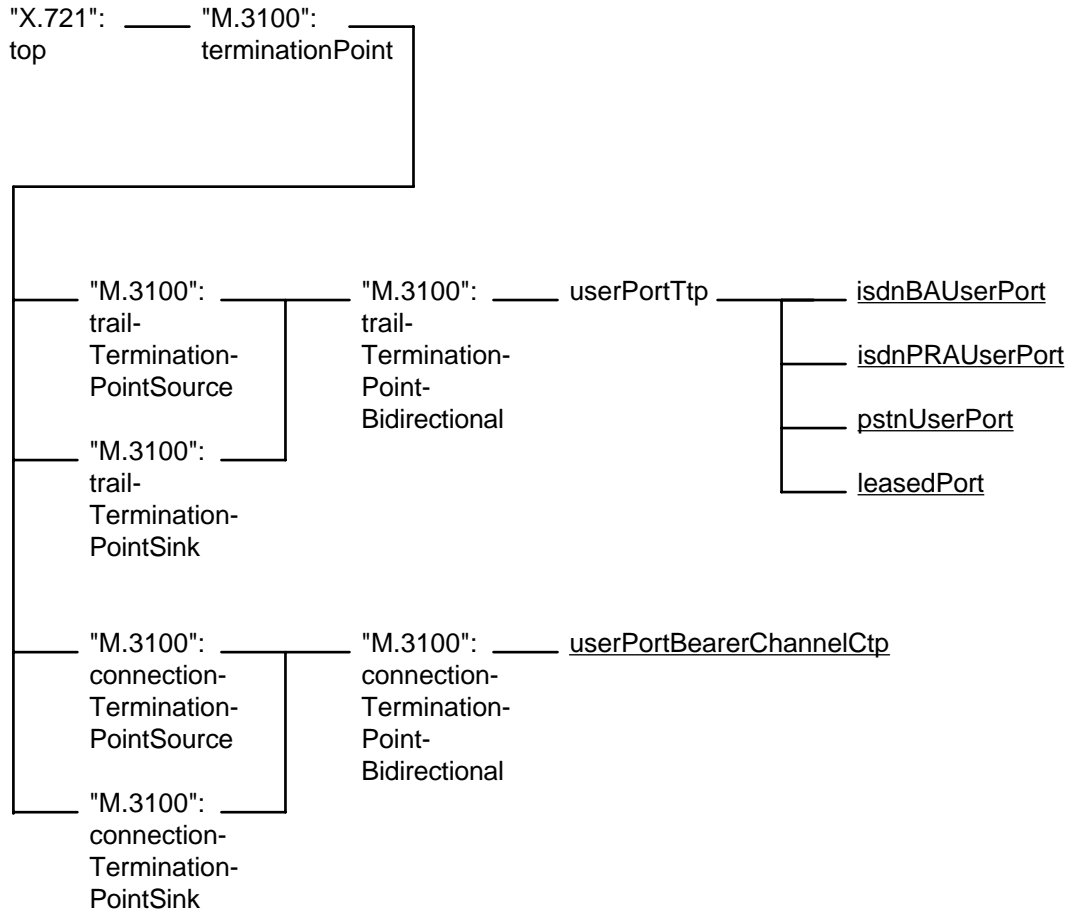 "X.721":
top
"M.3100":
terminationPoint
"M.3100":
trail-
Termination-
PointSource
"M.3100":
trail-
Termination-
Point-
Bidirectional
userPortTtp
isdnBAUserPort
isdnPRAUserPort
pstnUserPort
leasedPort
"M.3100":
trail-
Termination-
PointSink
"M.3100":
connection-
Termination-
PointSource
"M.3100":
connection-
Termination-
Point-
Bidirectional
userPortBearerChannelCtp
"M.3100":
connection-
Termination-
PointSink